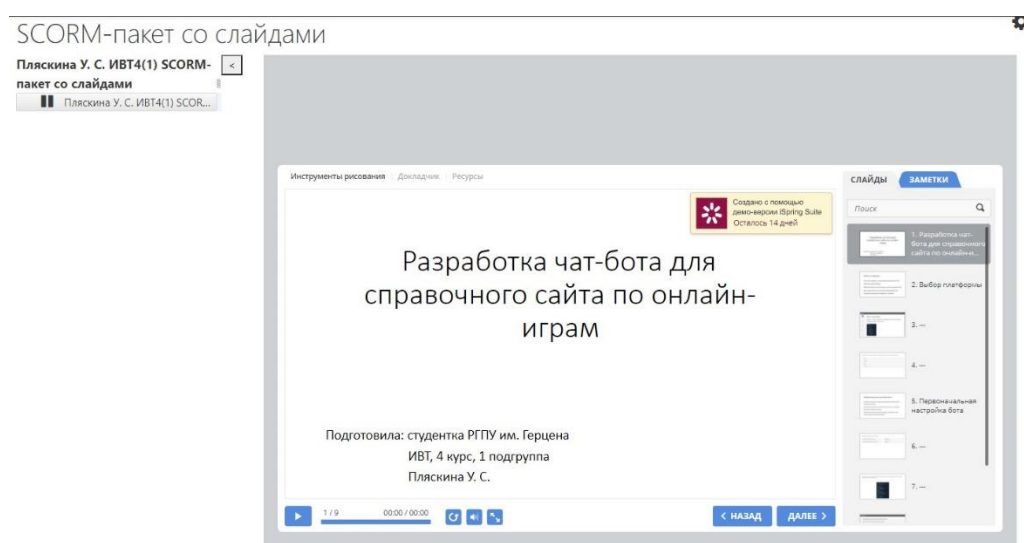 SCORM-пакет со слайдами
Пляскина У. С. ИВТ4(1) SCORM-
пакет со слайдами
<
Пляскина У. С. ИВТ4(1) SCOR...
Инструменты рисования
Докладчик
Ресурсы
Создано с помощью
демо-версии iSpring Suite
Осталось 14 дней
Разработка чат-бота для
справочного сайта по онлайн-
играм
Подготовила: студентка РГПУ им. Герцена
ИВТ, 4 курс, 1 подгруппа
Пляскина У. С.
1 / 9
00:00 / 00:00
< НАЗАД
ДАЛЕЕ >
СЛАЙДЫ
ЗАМЕТКИ
Поиск
1. Разработка чат-
бота для справочного
сайта по онлайн-и...
2. Выбор платформы
3. —
4. —
5. Первоначальная
настройка бота
6. —
7. —